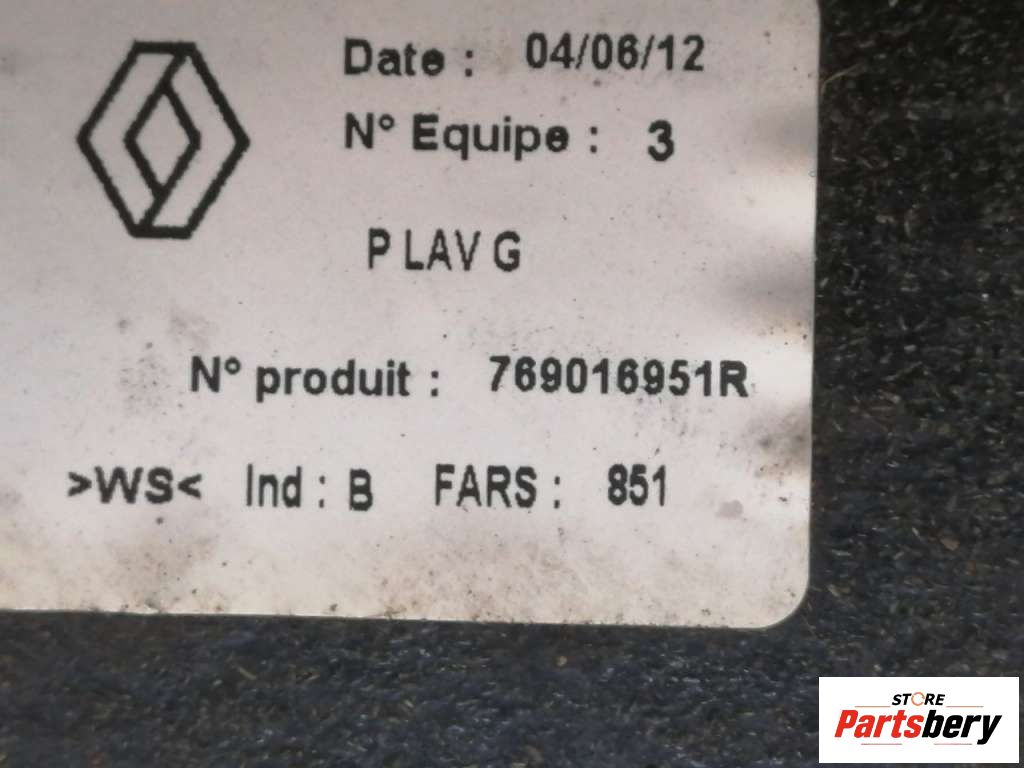 Date : 04/06/12
N° Equipe : 3
P LAV G
N° produit : 769016951R
>WS< Ind : B FARS : 851
STORE
Partsbery